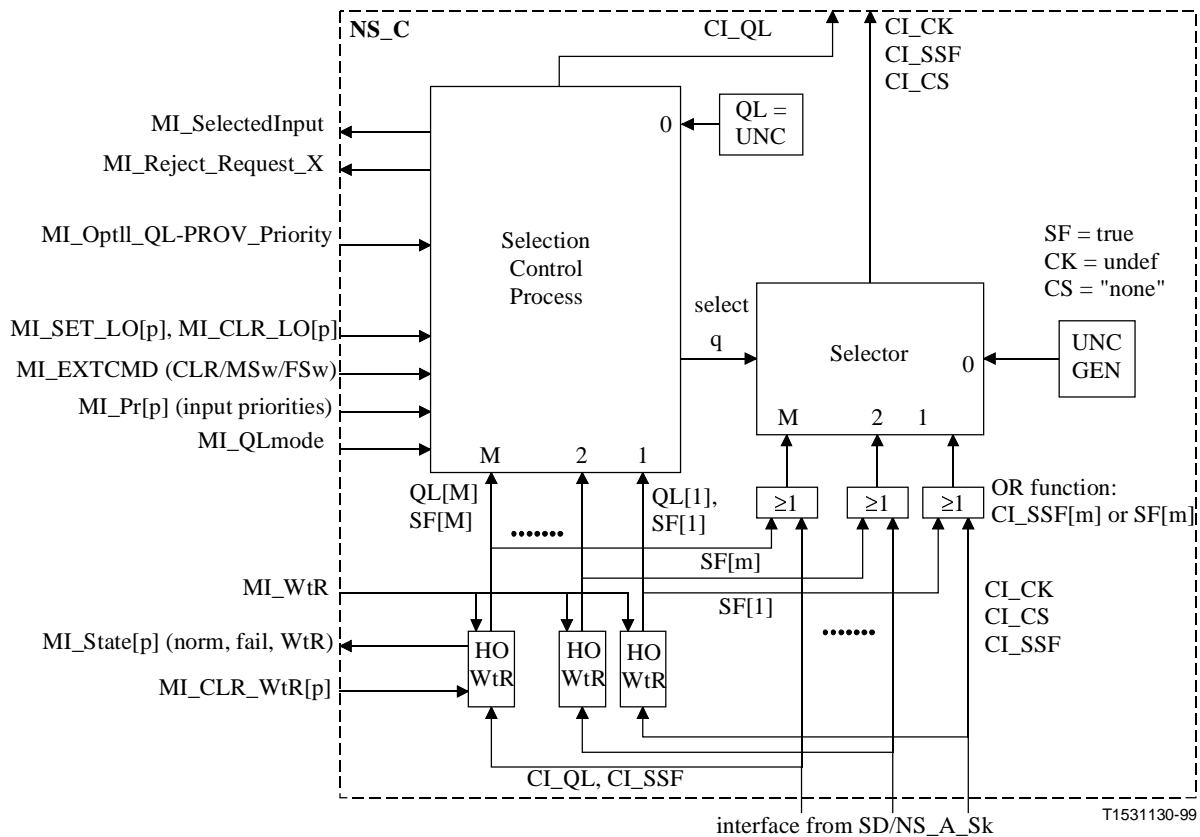 NS_C
CI_QL
CI_CK
CI_SSF
CI_CS
MI_SelectedInput
0
QL =
UNC
MI_Reject_Request_X
MI_OptIl_QL-PROV_Priority
Selection
Control
Process
SF = true
CK = undef
CS = "none"
select
q
Selector
0
UNC
GEN
MI_SET_LO[p], MI_CLR_LO[p]
MI_EXTCMD (CLR/MSw/FSw)
MI_Pr[p] (input priorities)
MI_QLmode
M 2 1
M 2 1
QL[M]
SF[M]
.......
QL[1],
SF[1]
≥1 ≥1 ≥1
OR function:
CI_SSF[m] or SF[m]
SF[m]
SF[1]
MI_WtR
CI_CK
CI_CS
CI_SSF
.......
MI_State[p] (norm, fail, WtR)
HO
WtR
HO
WtR
HO
WtR
MI_CLR_WtR[p]
CI_QL, CI_SSF
interface from SD/NS_A_Sk
T1531130-99